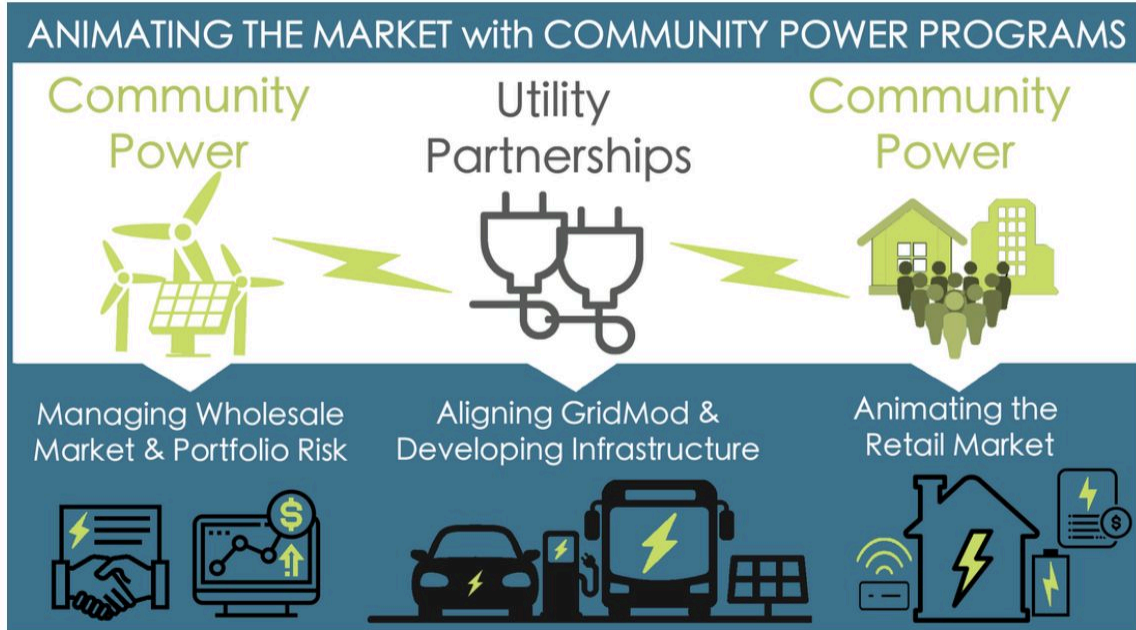 ANIMATING THE MARKET with COMMUNITY POWER PROGRAMS
Community
Power
Utility
Partnerships
Community
Power
Managing Wholesale
Market & Portfolio Risk
Aligning GridMod &
Developing Infrastructure
Animating the
Retail Market
$
$